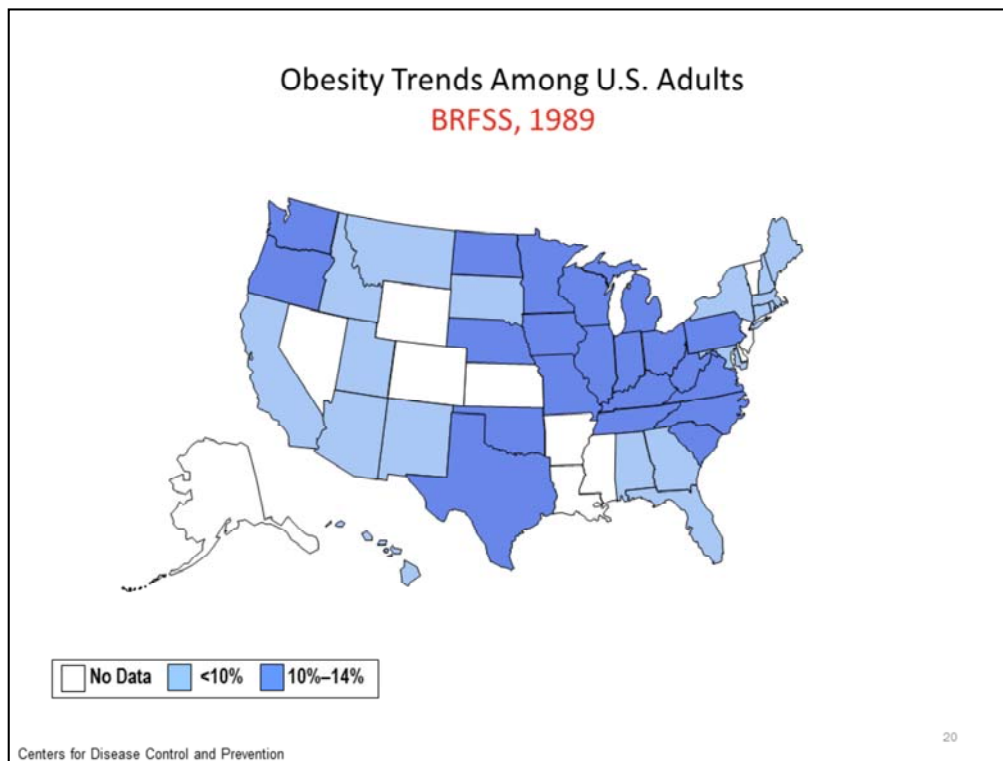 Obesity Trends Among U.S. Adults
BRFSS, 1989
No Data <10% 10%–14%
Centers for Disease Control and Prevention
20